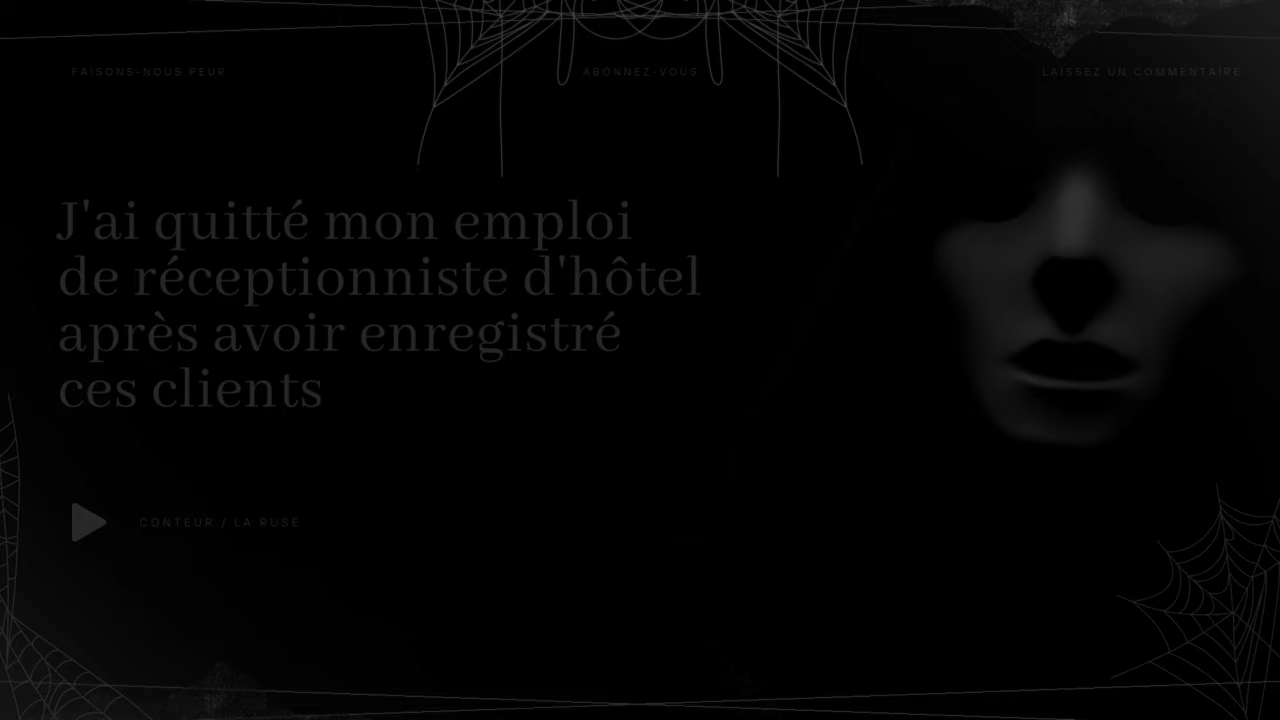 FAISONS-NOUS PEUR
ABONNEZ-VOUS
LAISSEZ UN COMMENTAIRE
J'ai quitté mon emploi
de réceptionniste d'hôtel
après avoir enregistré
ces clients
CONTEUR / LA RUSE